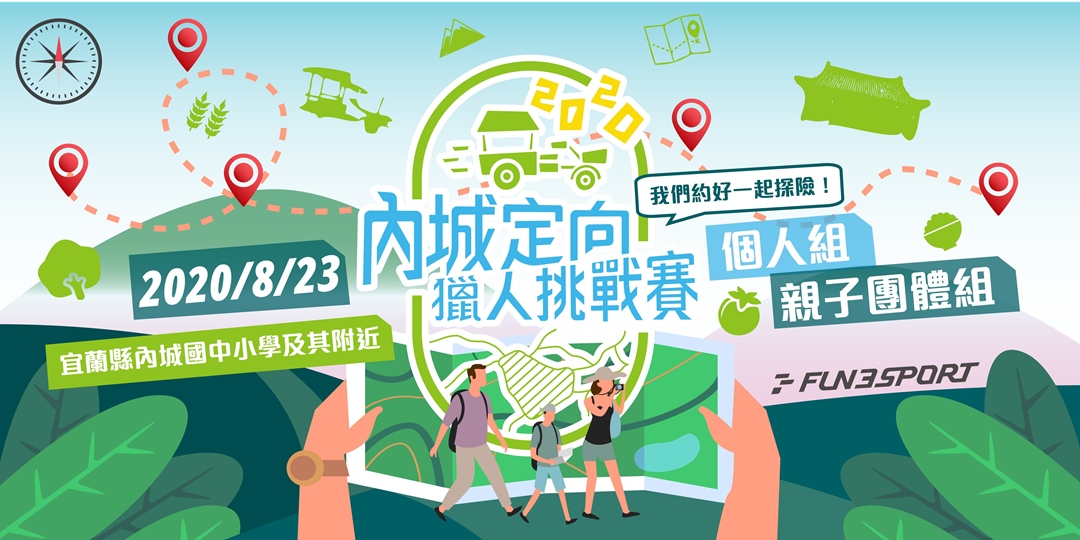 2020
內城定向
獵人挑戰賽
我們約好一起探險！
個人組
親子團體組
2020/8/23
宜蘭縣內城國中小學及其附近
FUN3SPORT